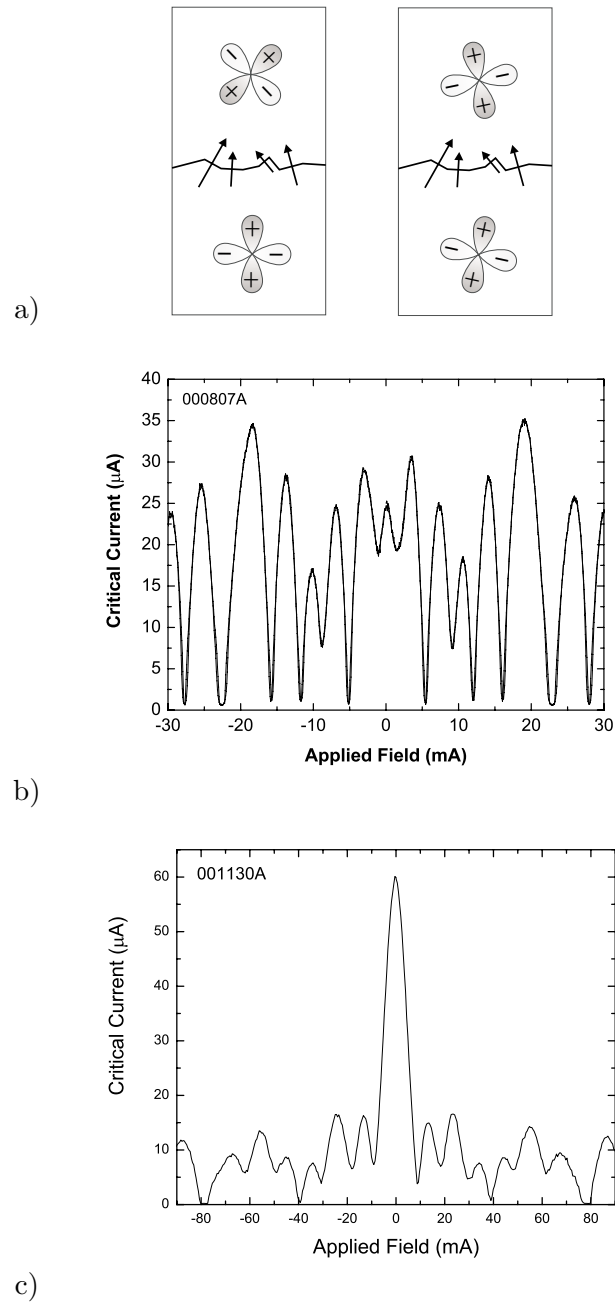 a)
40
35
30
25
20
15
10
5
0
000807A
Critical Current (μA)
-30 -20 -10 0 10 20 30
Applied Field (mA)
b)
60
50
40
30
20
10
0
001130A
Critical Current (μA)
-80 -60 -40 -20 0 20 40 60 80
Applied Field (mA)
c)